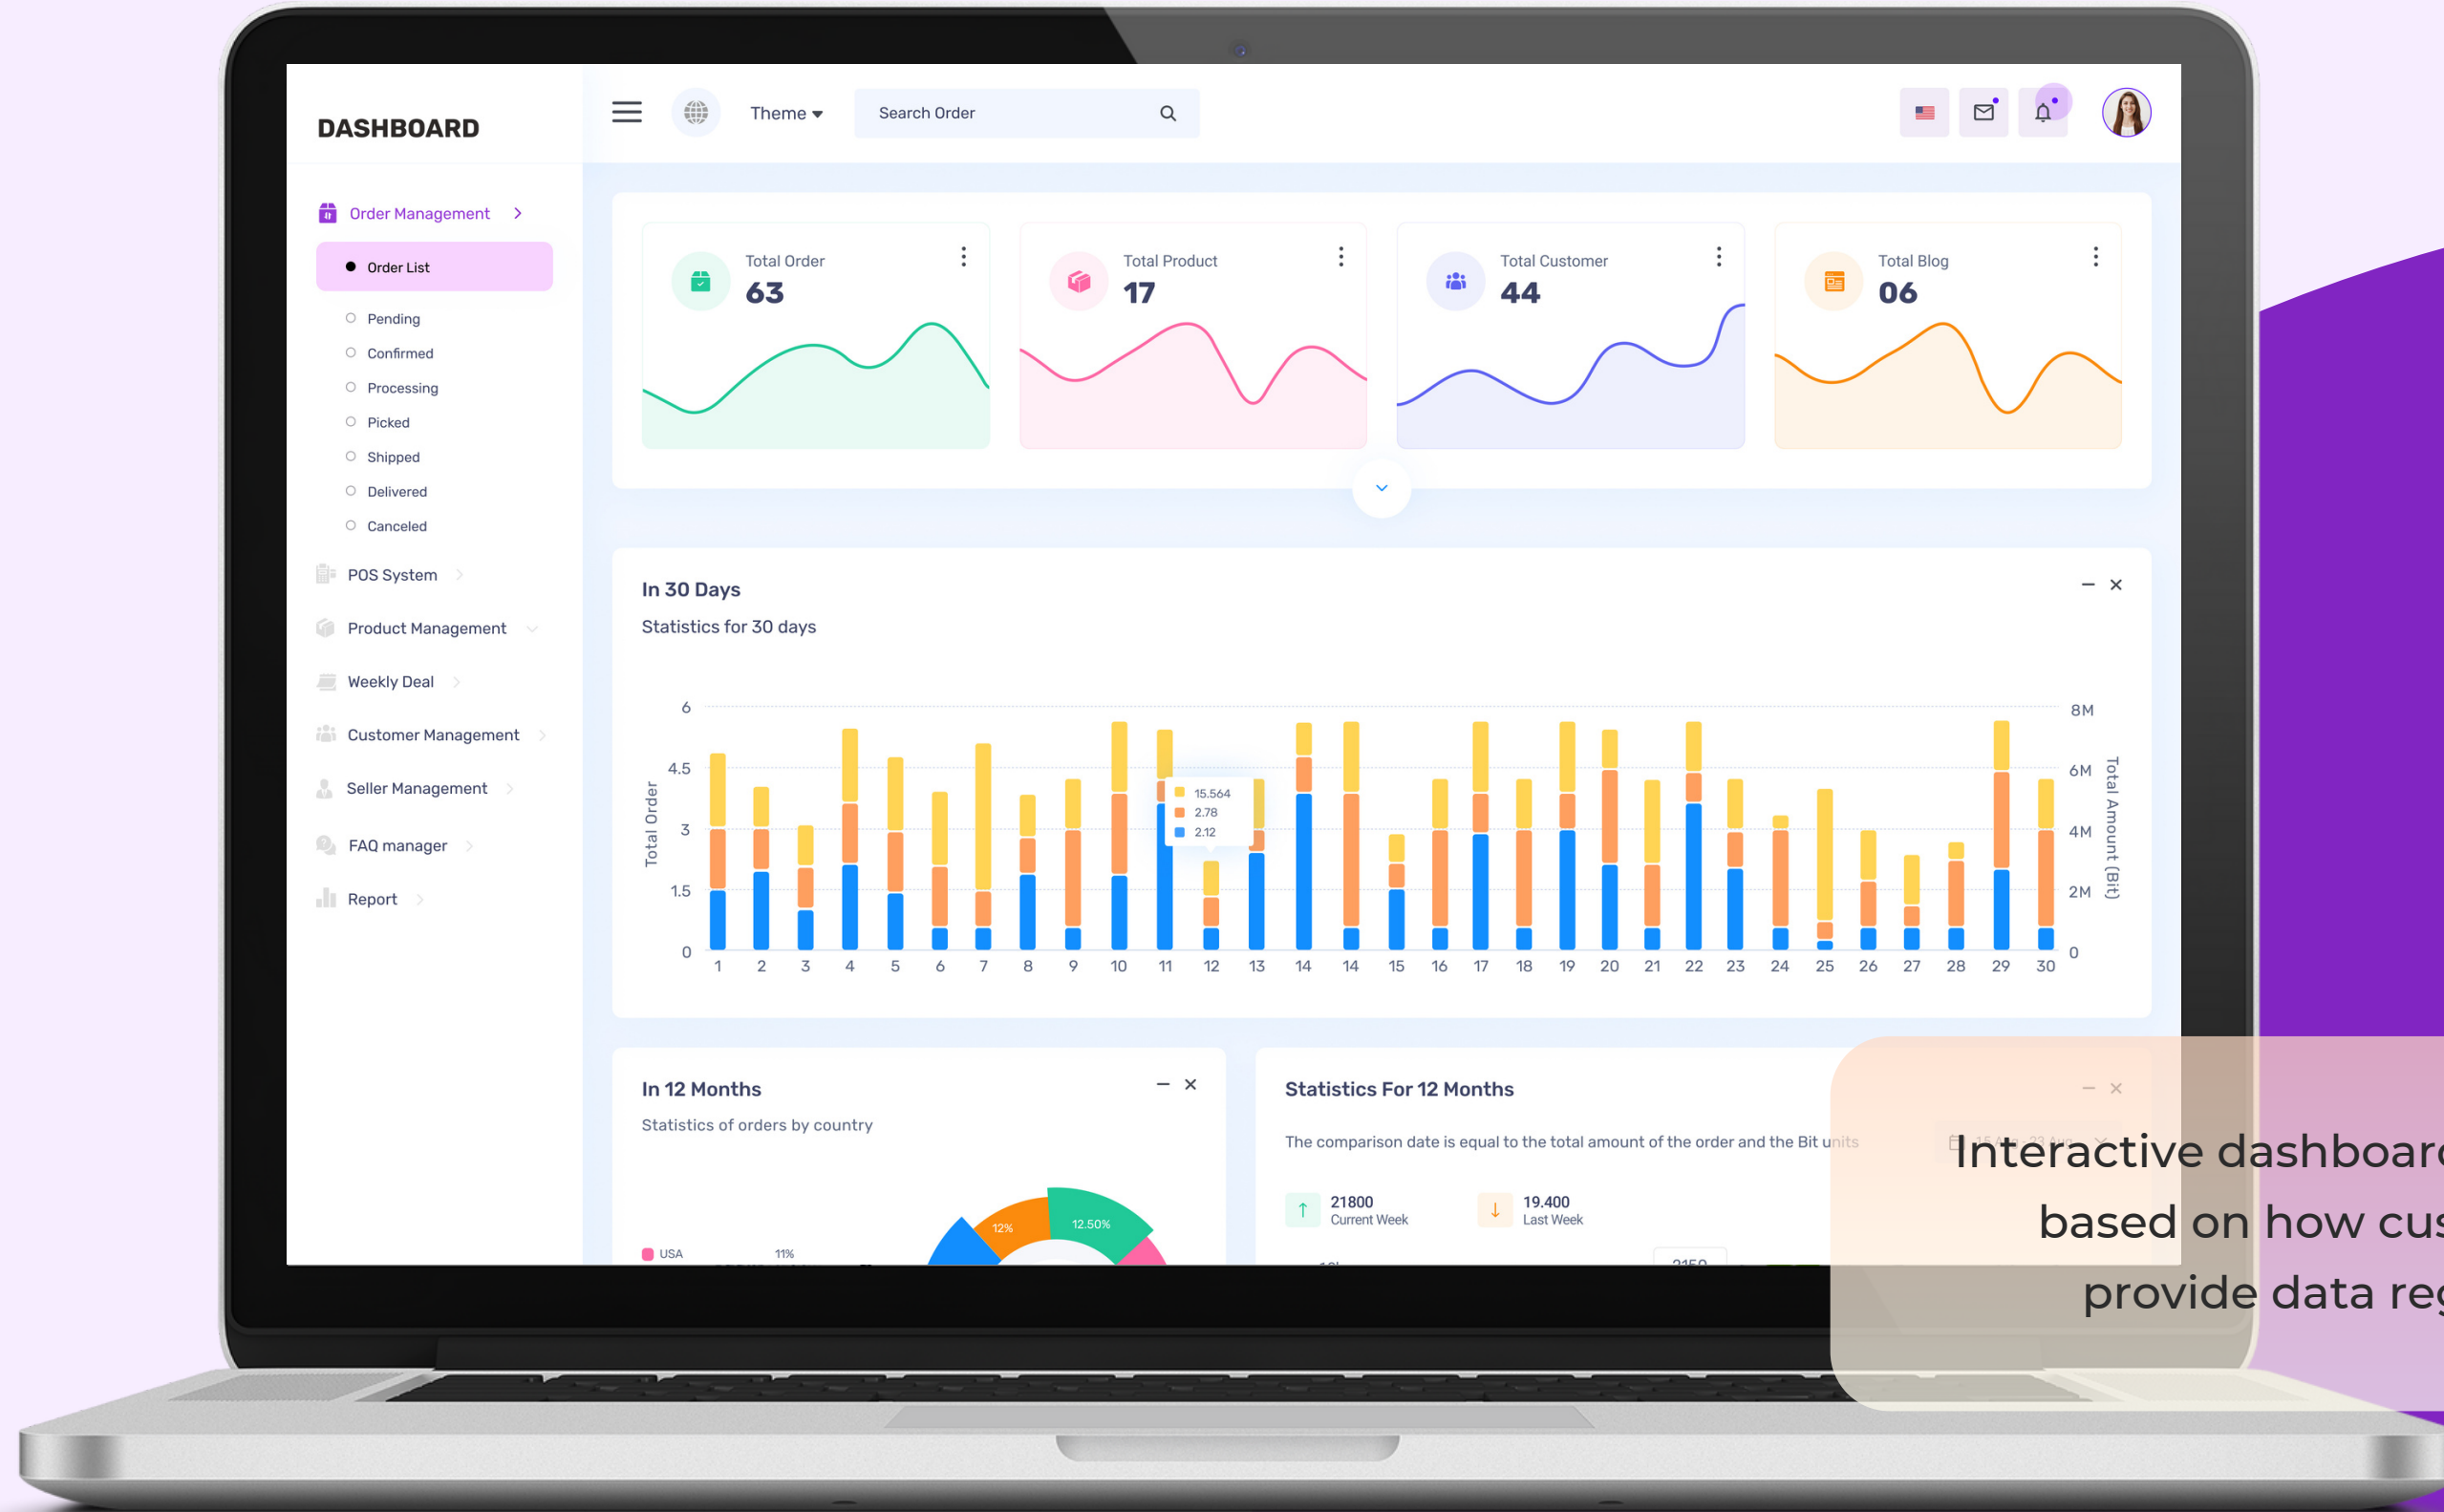 DASHBOARD
Theme
Search Order
Order Management
Order List
Pending
Confirmed
Processing
Picked
Shipped
Delivered
Canceled
POS System
Product Management
Weekly Deal
Customer Management
Seller Management
FAQ manager
Report
Total Order
63
Total Product
17
Total Customer
44
Total Blog
06
In 30 Days
Statistics for 30 days
Total Order
6
4.5
3
1.5
0
15.564
2.78
2.12
8M
6M
4M
2M
0
Total Amount (Bit)
1 2 3 4 5 6 7 8 9 10 11 12 13 14 14 15 16 17 18 19 20 21 22 23 24 25 26 27 28 29 30
In 12 Months
Statistics of orders by country
USA 11%
12%
12.50%
Statistics For 12 Months
The comparison date is equal to the total amount of the order and the Bit units
15 Aug - 23 Aug
21800
Current Week
19.400
Last Week
2150
Interactive dashboar
based on how cus
provide data reg